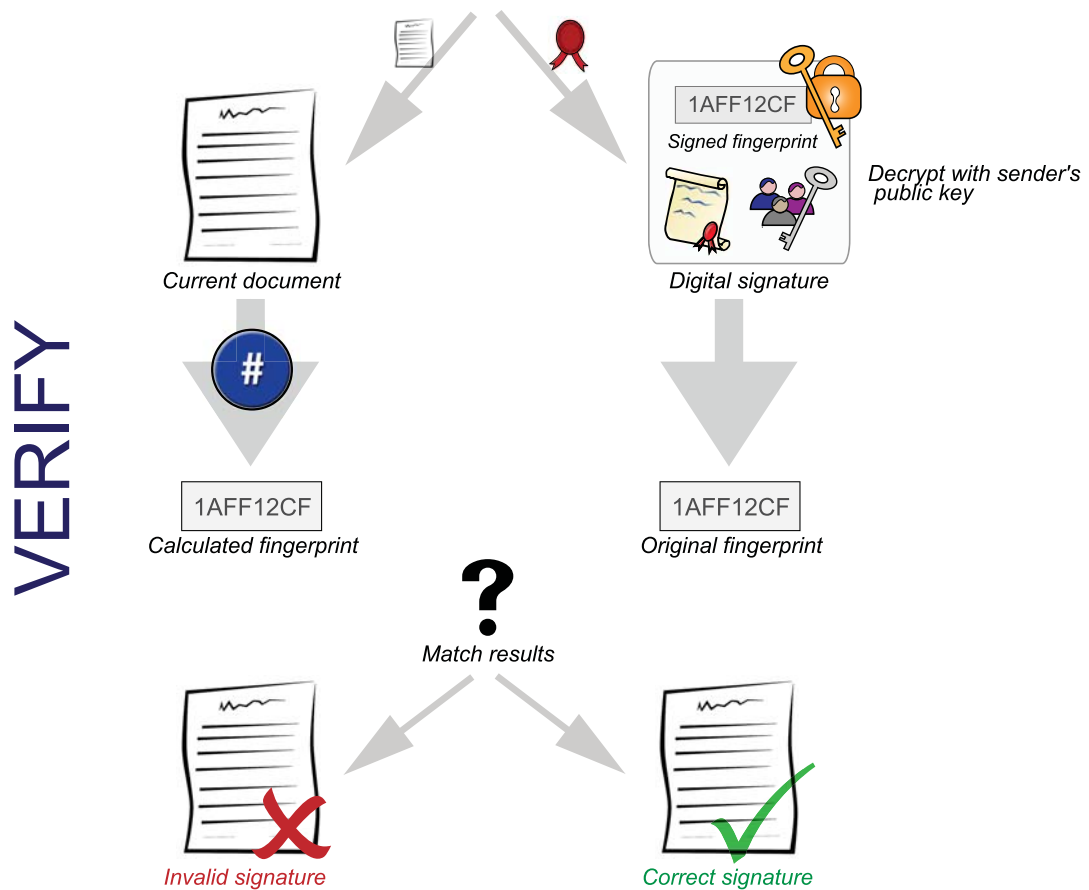 1AFF12CF
Signed fingerprint
Decrypt with sender's
public key
Current document
Digital signature
VERIFY
#
1AFF12CF
1AFF12CF
Calculated fingerprint
Original fingerprint
?
Match results
Invalid signature
Correct signature